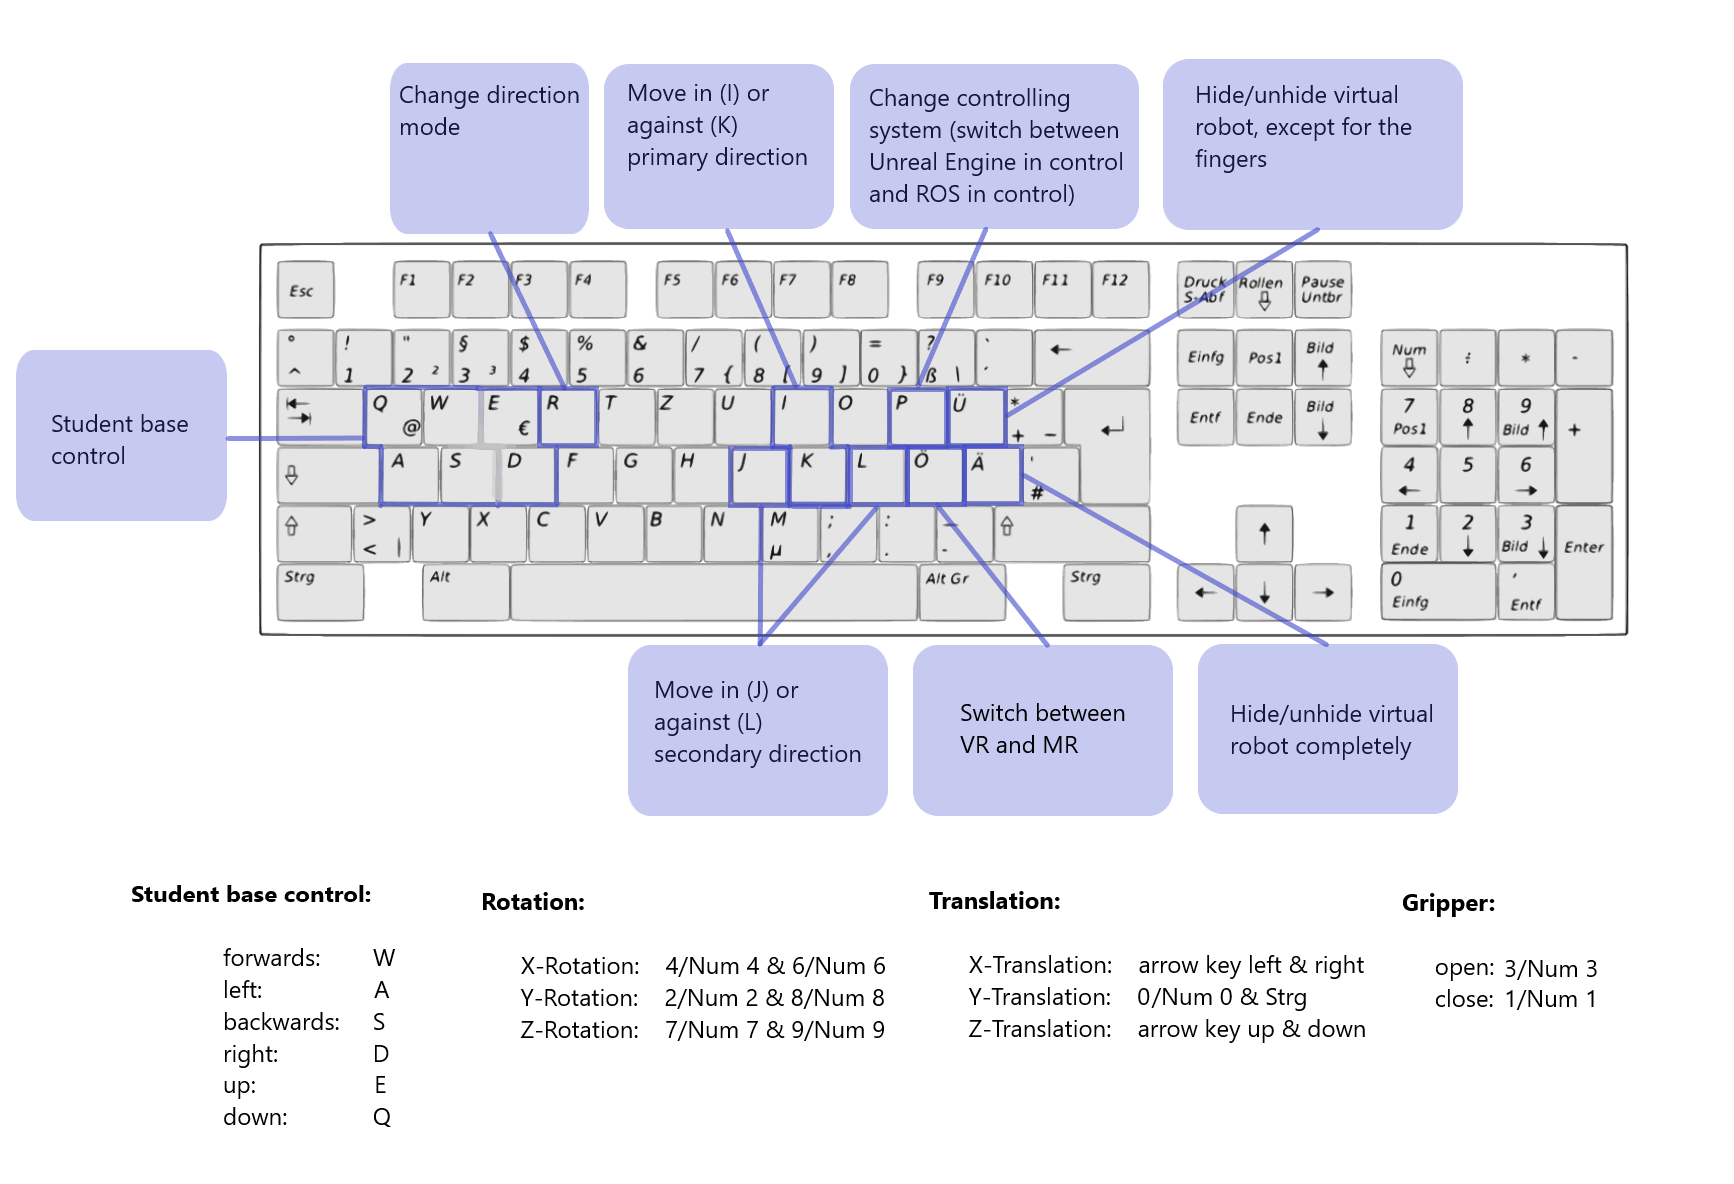 Change direction
mode
Move in (I) or
against (K)
primary direction
Change controlling
system (switch between
Unreal Engine in control
and ROS in control)
Hide/unhide virtual
robot, except for the
fingers
Esc F1 F2 F3 F4 F5 F6 F7 F8 F9 F10 F11 F12 Druck Rollen Pause
S-Abf Untbr
° ! " § $ % & / ( ) = ? `
^ 1 2 ² 3 ³ 4 5 6 7 { 8 [ 9 ] 0 } ß \ ´
Einfg Pos1 Bild Num ÷ * -
Student base
control
Q @ W E € R T Z U I O P Ü * + ~
Entf Ende Bild 7 Pos1 8 9 Bild +
A S D F G H J K L Ö Ä ' #
4 5 6
> < | Y X C V B N M µ ; , : . _ -
1 Ende 2 3 Bild Enter
Strg Alt Alt Gr Strg
0 Einfg , Entf
Move in (J) or
against (L)
secondary direction
Switch between
VR and MR
Hide/unhide virtual
robot completely
Student base control:
forwards: W
left: A
backwards: S
right: D
up: E
down: Q
Rotation:
X-Rotation: 4/Num 4 & 6/Num 6
Y-Rotation: 2/Num 2 & 8/Num 8
Z-Rotation: 7/Num 7 & 9/Num 9
Translation:
X-Translation: arrow key left & right
Y-Translation: 0/Num 0 & Strg
Z-Translation: arrow key up & down
Gripper:
open: 3/Num 3
close: 1/Num 1